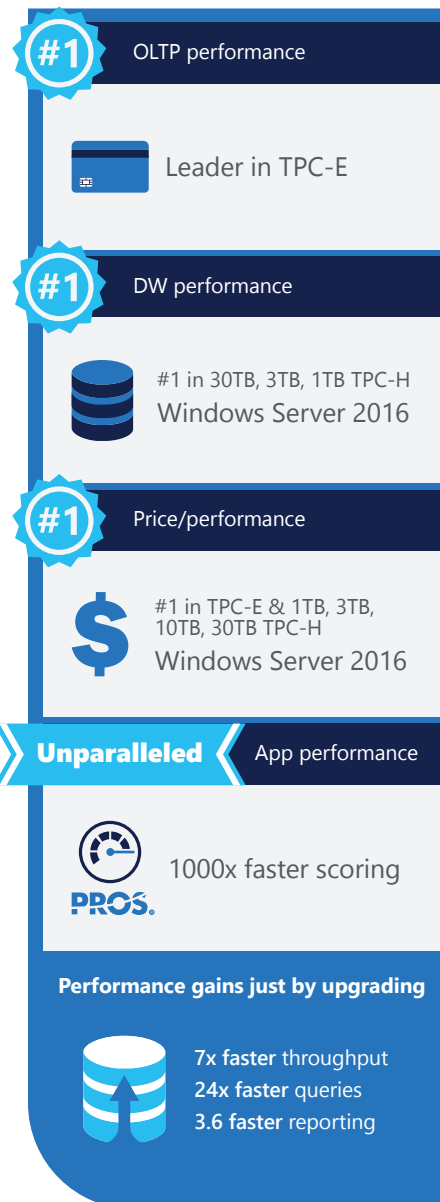 #1
OLTP performance
Leader in TPC-E
#1
DW performance
#1 in 30TB, 3TB, 1TB TPC-H
Windows Server 2016
#1
Price/performance
$
#1 in TPC-E & 1TB, 3TB,
10TB, 30TB TPC-H
Windows Server 2016
Unparalleled
App performance
PROS®
1000x faster scoring
Performance gains just by upgrading
7x faster throughput
24x faster queries
3.6 faster reporting